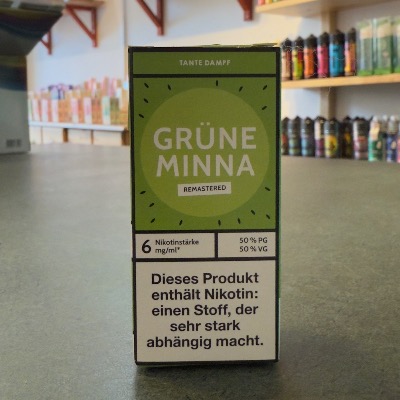 TANTE DAMPF
GRÜNE
MINNA
REMASTERED
6 Nikotinstärke
mg/ml*
50 % PG
50 % VG
Dieses Produkt
enthält Nikotin:
einen Stoff, der
sehr stark
abhängig macht.